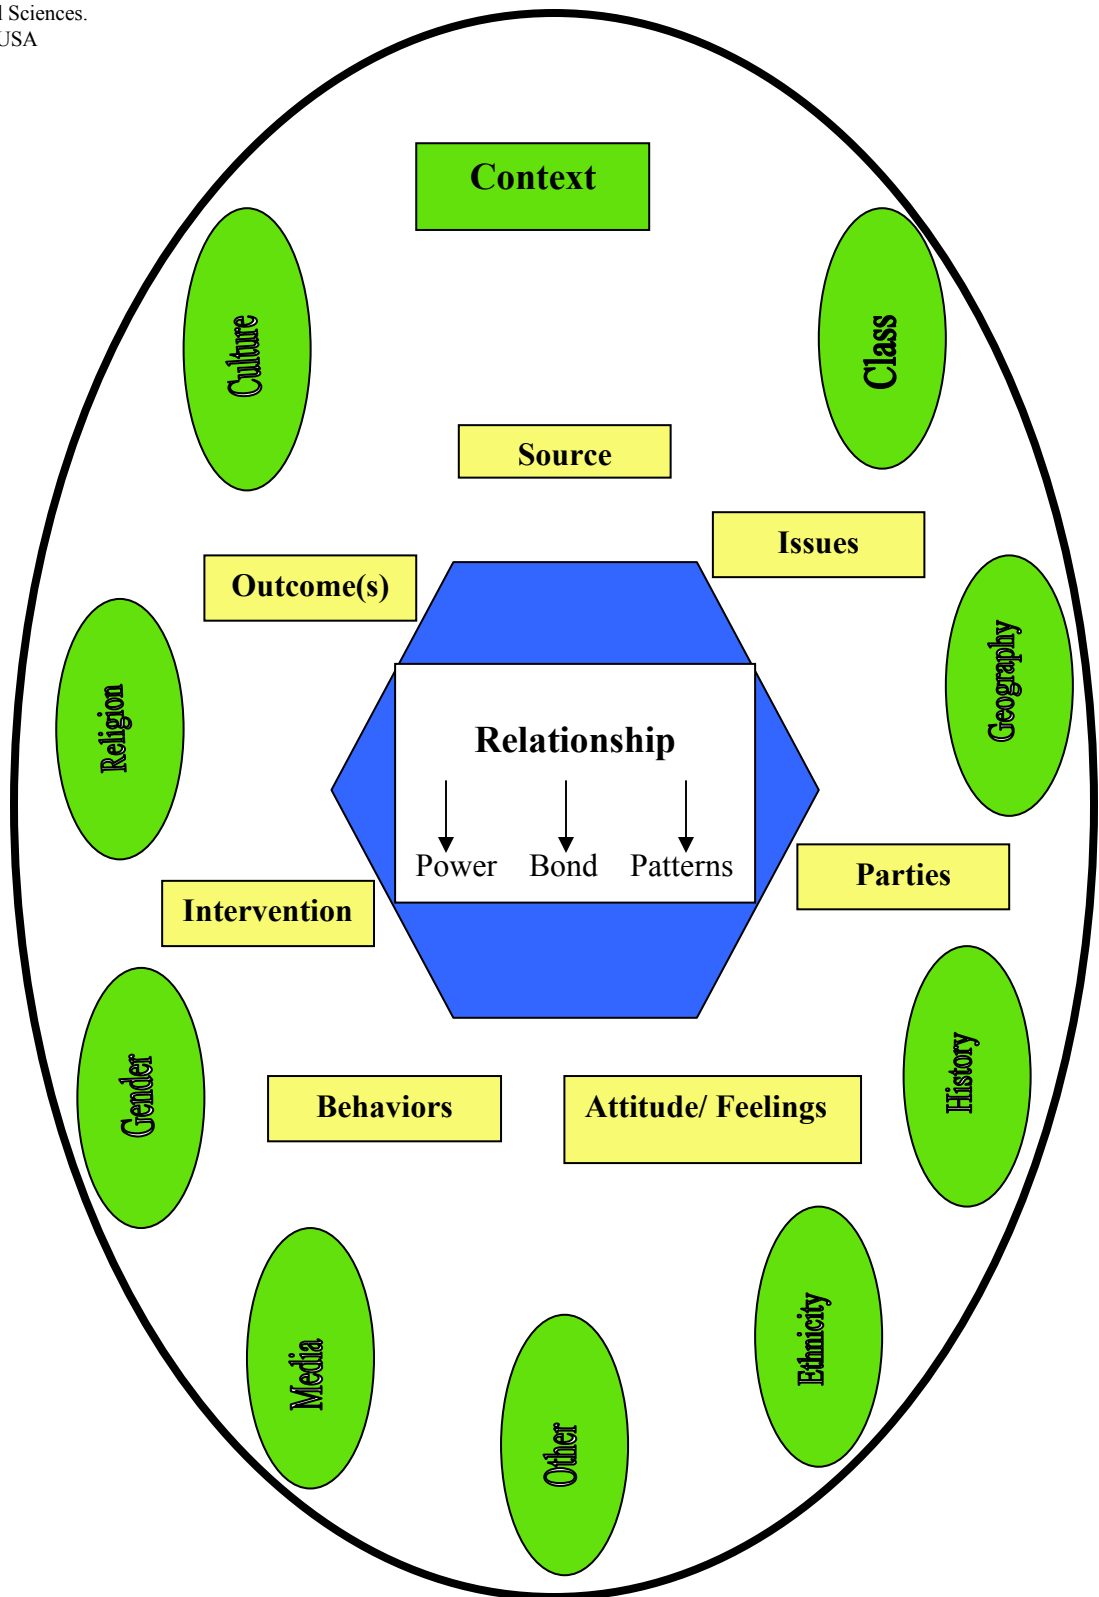 l Sciences.
USA
Context
Culture
Class
Source
Issues
Outcome(s)
Geography
Religion
Relationship
Power Bond Patterns
Parties
Intervention
History
Gender
Behaviors
Attitude/ Feelings
Ethnicity
Media
Other